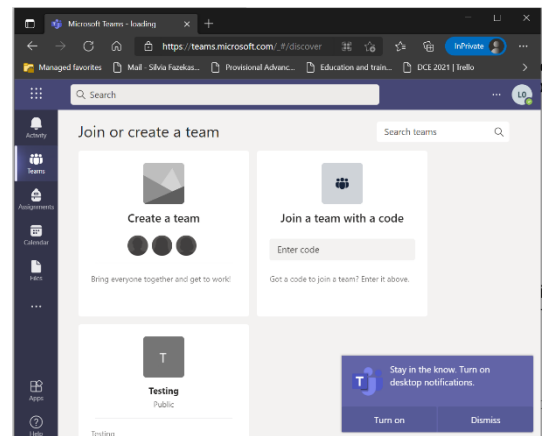 Microsoft Teams - loading
https://teams.microsoft.com/_#/discover
InPrivate
Managed favorites
Mail - Silvia Fazekas...
Provisional Advanc...
Education and train...
DCE 2021 | Trello
Search
LO
Activity
Teams
Assignments
Calendar
Files
Apps
Help
Join or create a team
Search teams
Create a team
Bring everyone together and get to work!
Join a team with a code
Enter code
Got a code to join a team? Enter it above.
T
Testing
Public
Testing
T
Stay in the know. Turn on
desktop notifications.
Turn on
Dismiss